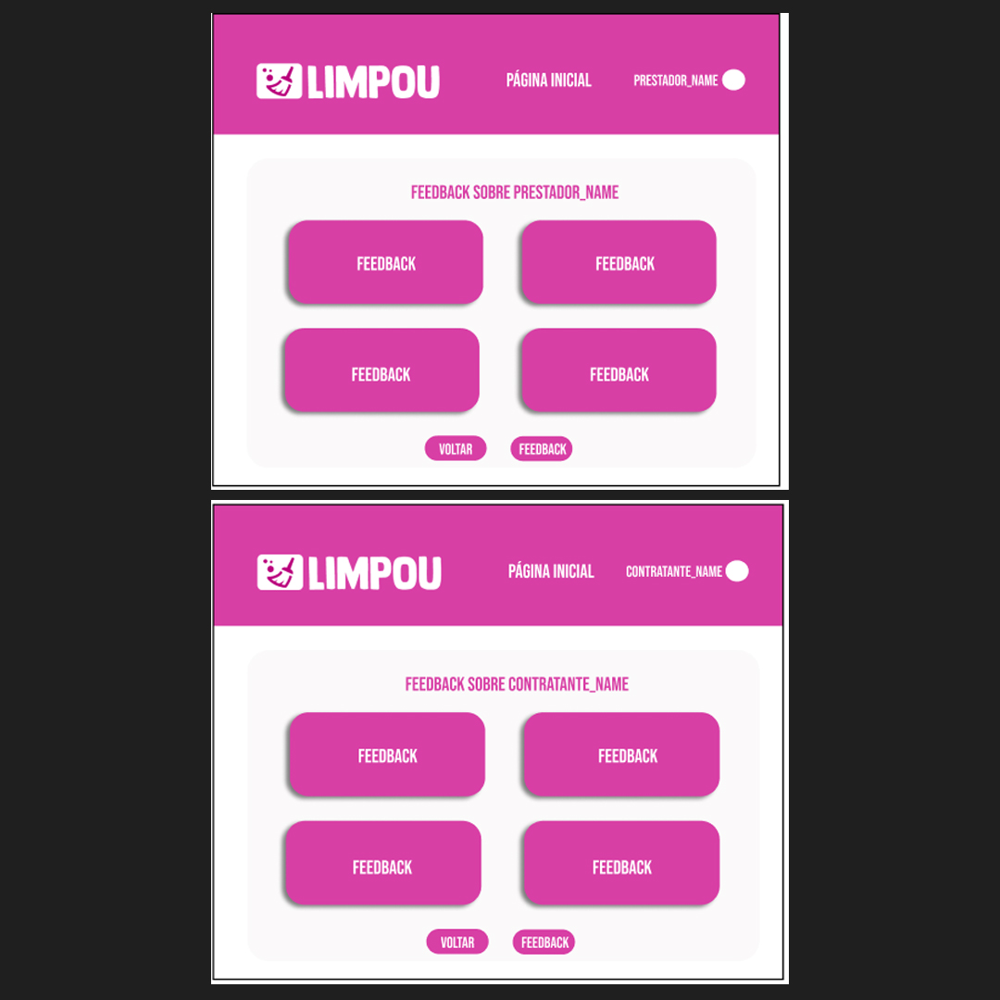 LIMPOU
PÁGINA INICIAL
PRESTADOR_NAME
FEEDBACK SOBRE PRESTADOR_NAME
FEEDBACK FEEDBACK
FEEDBACK FEEDBACK
VOLTAR FEEDBACK
LIMPOU
PÁGINA INICIAL
CONTRATANTE_NAME
FEEDBACK SOBRE CONTRATANTE_NAME
FEEDBACK FEEDBACK
FEEDBACK FEEDBACK
VOLTAR FEEDBACK